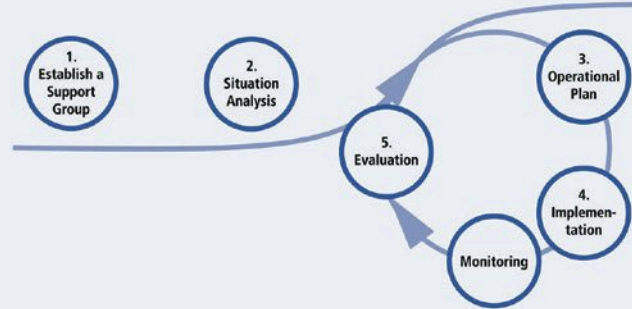 1.
Establish a
Support
Group
2.
Situation
Analysis
3.
Operational
Plan
4.
Implemen-
tation
Monitoring
5.
Evaluation